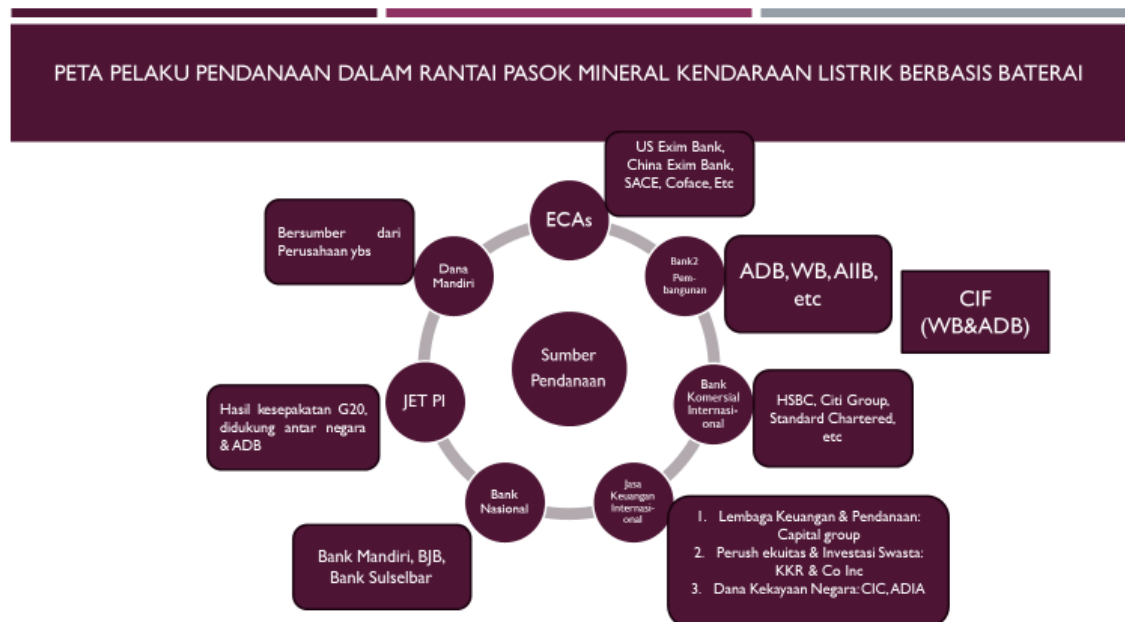 PETA PELAKU PENDANAAN DALAM RANTAI PASOK MINERAL KENDARAAN LISTRIK BERBASIS BATERAI
US Exim Bank,
China Exim Bank,
SACE, Coface, Etc
ECAs
Bersumber dari
Perusahaan ybs
Dana
Mandiri
Bank2
Pem-
bangunan
ADB, WB, AIIB,
etc
CIF
(WB&ADB)
Sumber
Pendanaan
JET PI
Hasil kesepakatan G20,
didukung antar negara
& ADB
Bank
Komersial
Internasi-
onal
HSBC, Citi Group,
Standard Chartered,
etc
Bank
Nasional
Bank Mandiri, BJB,
Bank Sulselbar
Jasa
Keuangan
Internasi-
onal
1. Lembaga Keuangan & Pendanaan:
Capital group
2. Perush ekuitas & Investasi Swasta:
KKR & Co Inc
3. Dana Kekayaan Negara: CIC, ADIA